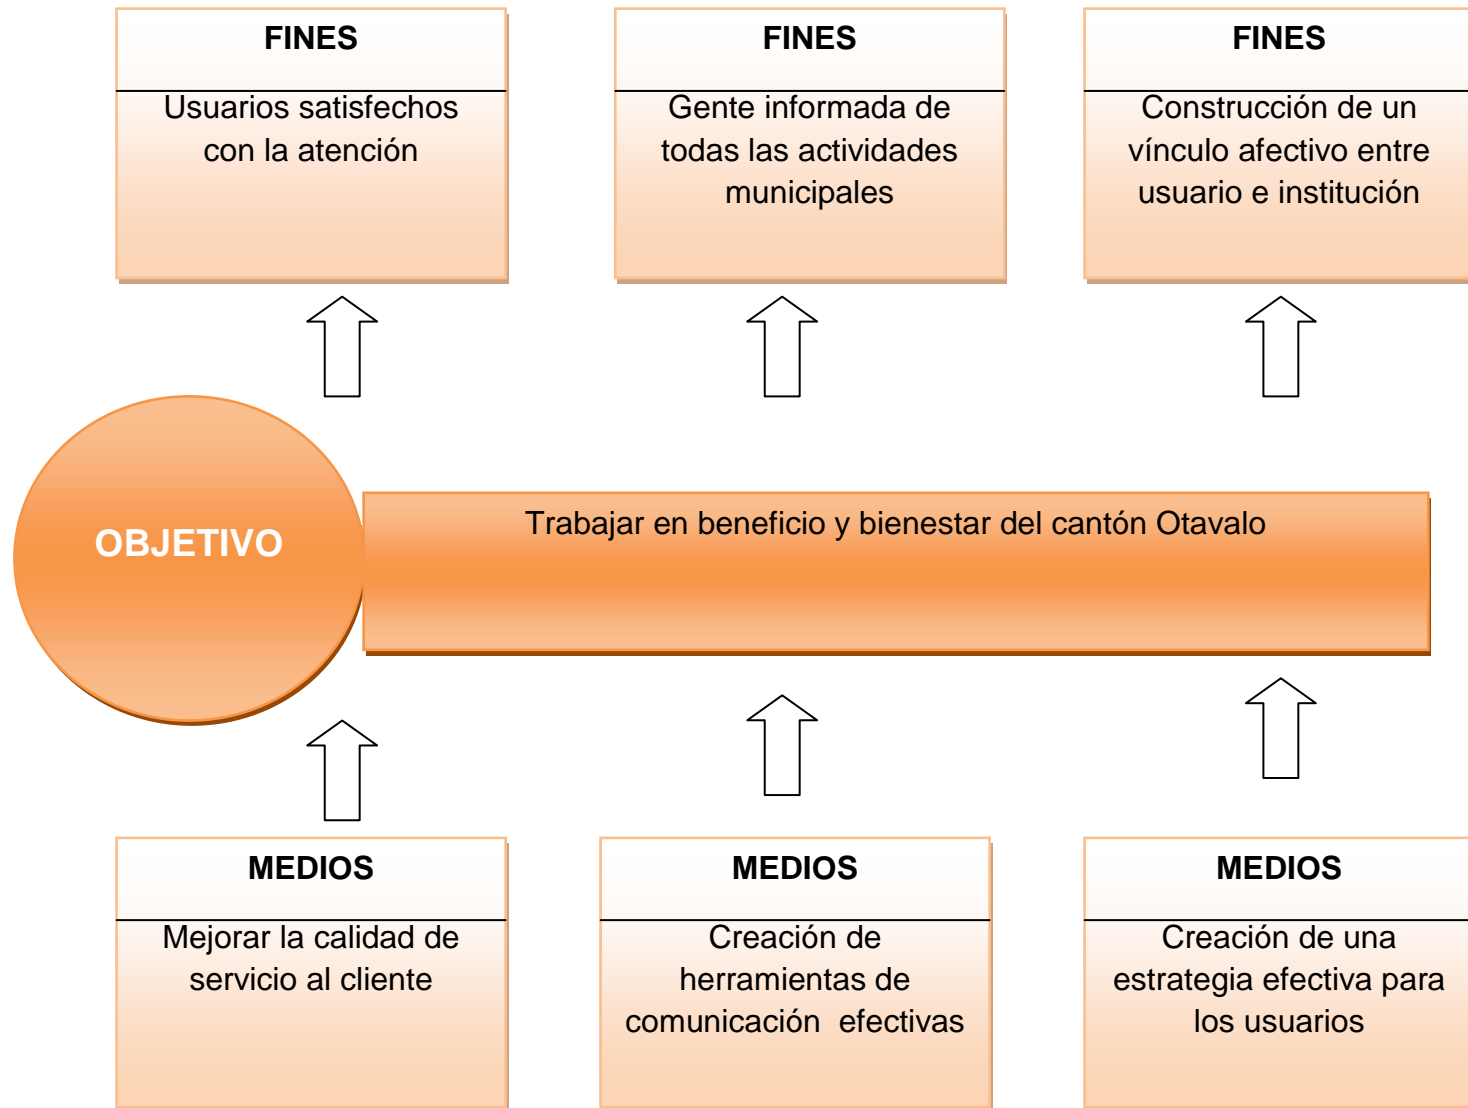 FINES
Usuarios satisfechos
con la atención
FINES
Gente informada de
todas las actividades
municipales
FINES
Construcción de un
vínculo afectivo entre
usuario e institución
OBJETIVO
Trabajar en beneficio y bienestar del cantón Otavalo
MEDIOS
Mejorar la calidad de
servicio al cliente
MEDIOS
Creación de
herramientas de
comunicación  efectivas
MEDIOS
Creación de una
estrategia efectiva para
los usuarios